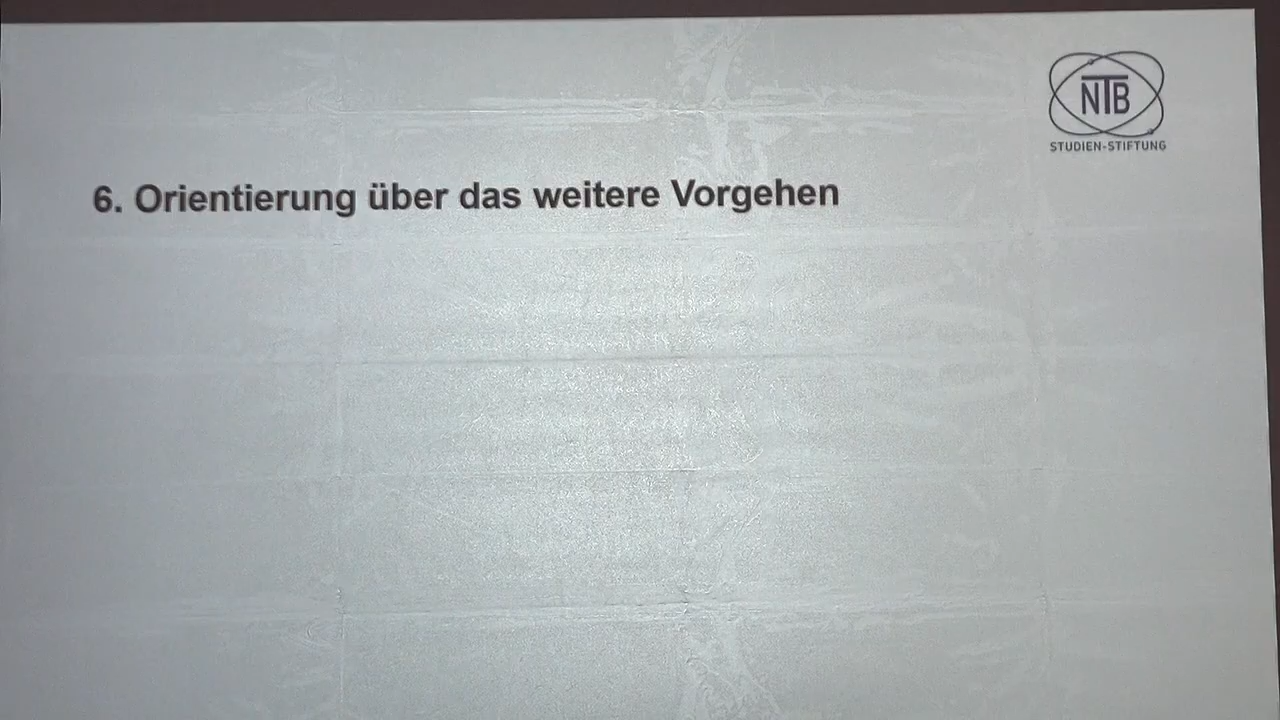 NTB
STUDIEN-STIFTUNG
6. Orientierung über das weitere Vorgehen